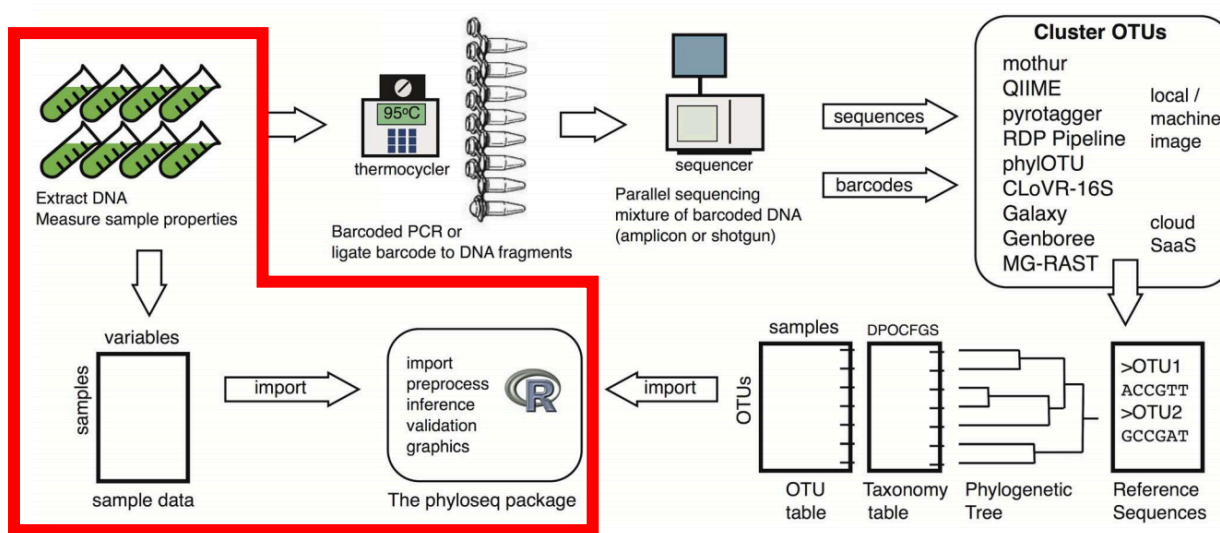 Extract DNA
Measure sample properties
95ºC
thermocycler
Barcoded PCR or
ligate barcode to DNA fragments
sequencer
Parallel sequencing
mixture of barcoded DNA
(amplicon or shotgun)
sequences
barcodes
Cluster OTUs
mothur
QIIME
pyrotagger
RDP Pipeline
phylOTU
CLoVR-16S
Galaxy
Genboree
MG-RAST
local /
machine
image
cloud
SaaS
variables
samples
sample data
import
import
preprocess
inference
validation
graphics
R
The phyloseq package
import
samples
OTUs
OTU
table
DPOCFGS
Taxonomy
table
Phylogenetic
Tree
>OTU1
ACCGTT
>OTU2
GCCGAT
Reference
Sequences